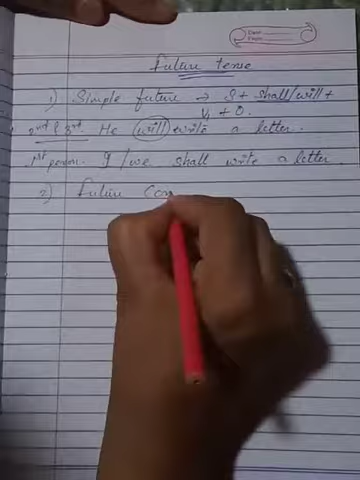 Future tense
1) Simple future → S + shall/will +
V₁ + O.
2nd & 3rd. He will write a letter.
1st person. I/we shall write a letter.
2) Future Con